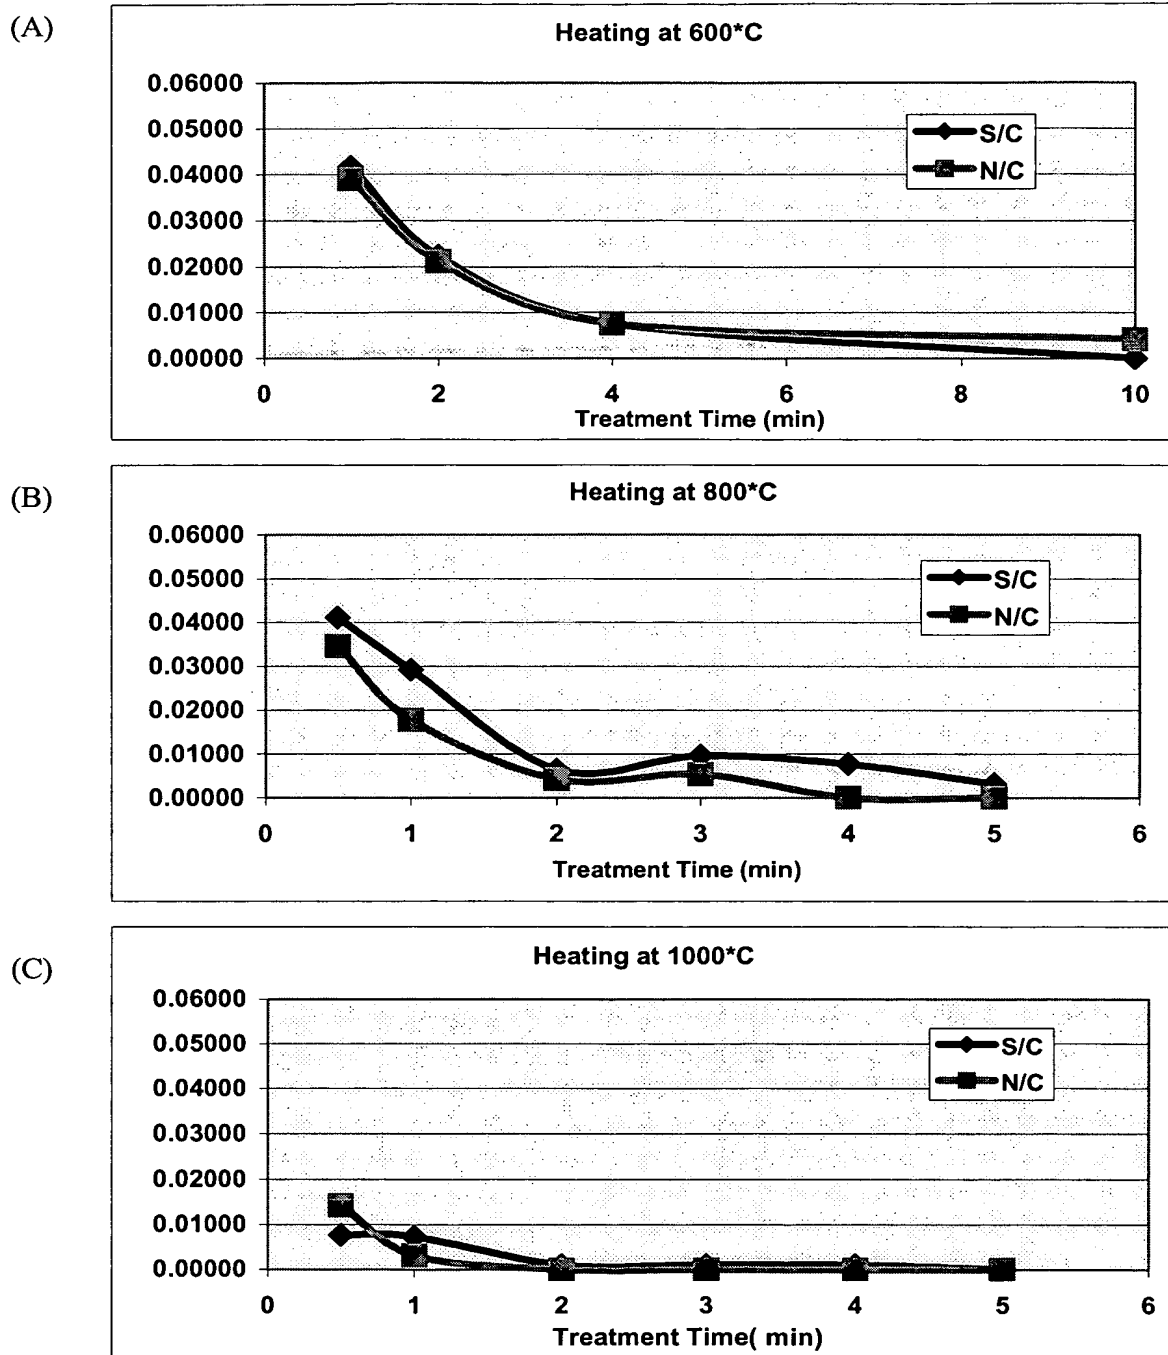 (A)
Heating at 600*C
0.06000
0.05000
0.04000
0.03000
0.02000
0.01000
0.00000
0 2 4 6 8 10
Treatment Time (min)
S/C
N/C
(B)
Heating at 800*C
0.06000
0.05000
0.04000
0.03000
0.02000
0.01000
0.00000
0 1 2 3 4 5 6
Treatment Time (min)
S/C
N/C
(C)
Heating at 1000*C
0.06000
0.05000
0.04000
0.03000
0.02000
0.01000
0.00000
0 1 2 3 4 5 6
Treatment Time( min)
S/C
N/C